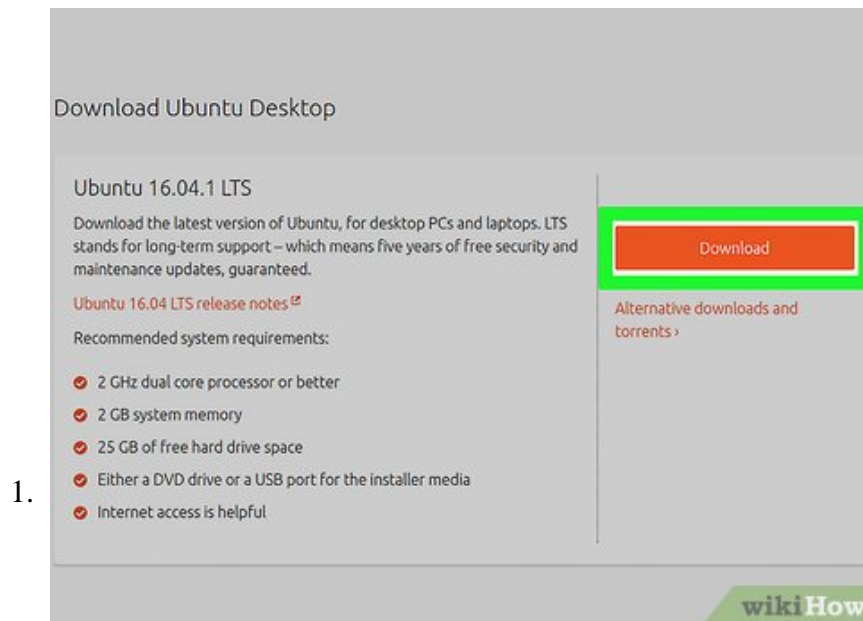 Download Ubuntu Desktop
Ubuntu 16.04.1 LTS
Download the latest version of Ubuntu, for desktop PCs and laptops. LTS
stands for long-term support – which means five years of free security and
maintenance updates, guaranteed.
Ubuntu 16.04 LTS release notes
Recommended system requirements:
2 GHz dual core processor or better
2 GB system memory
25 GB of free hard drive space
Either a DVD drive or a USB port for the installer media
Internet access is helpful
Download
Alternative downloads and
torrents ›
1.
wikiHow